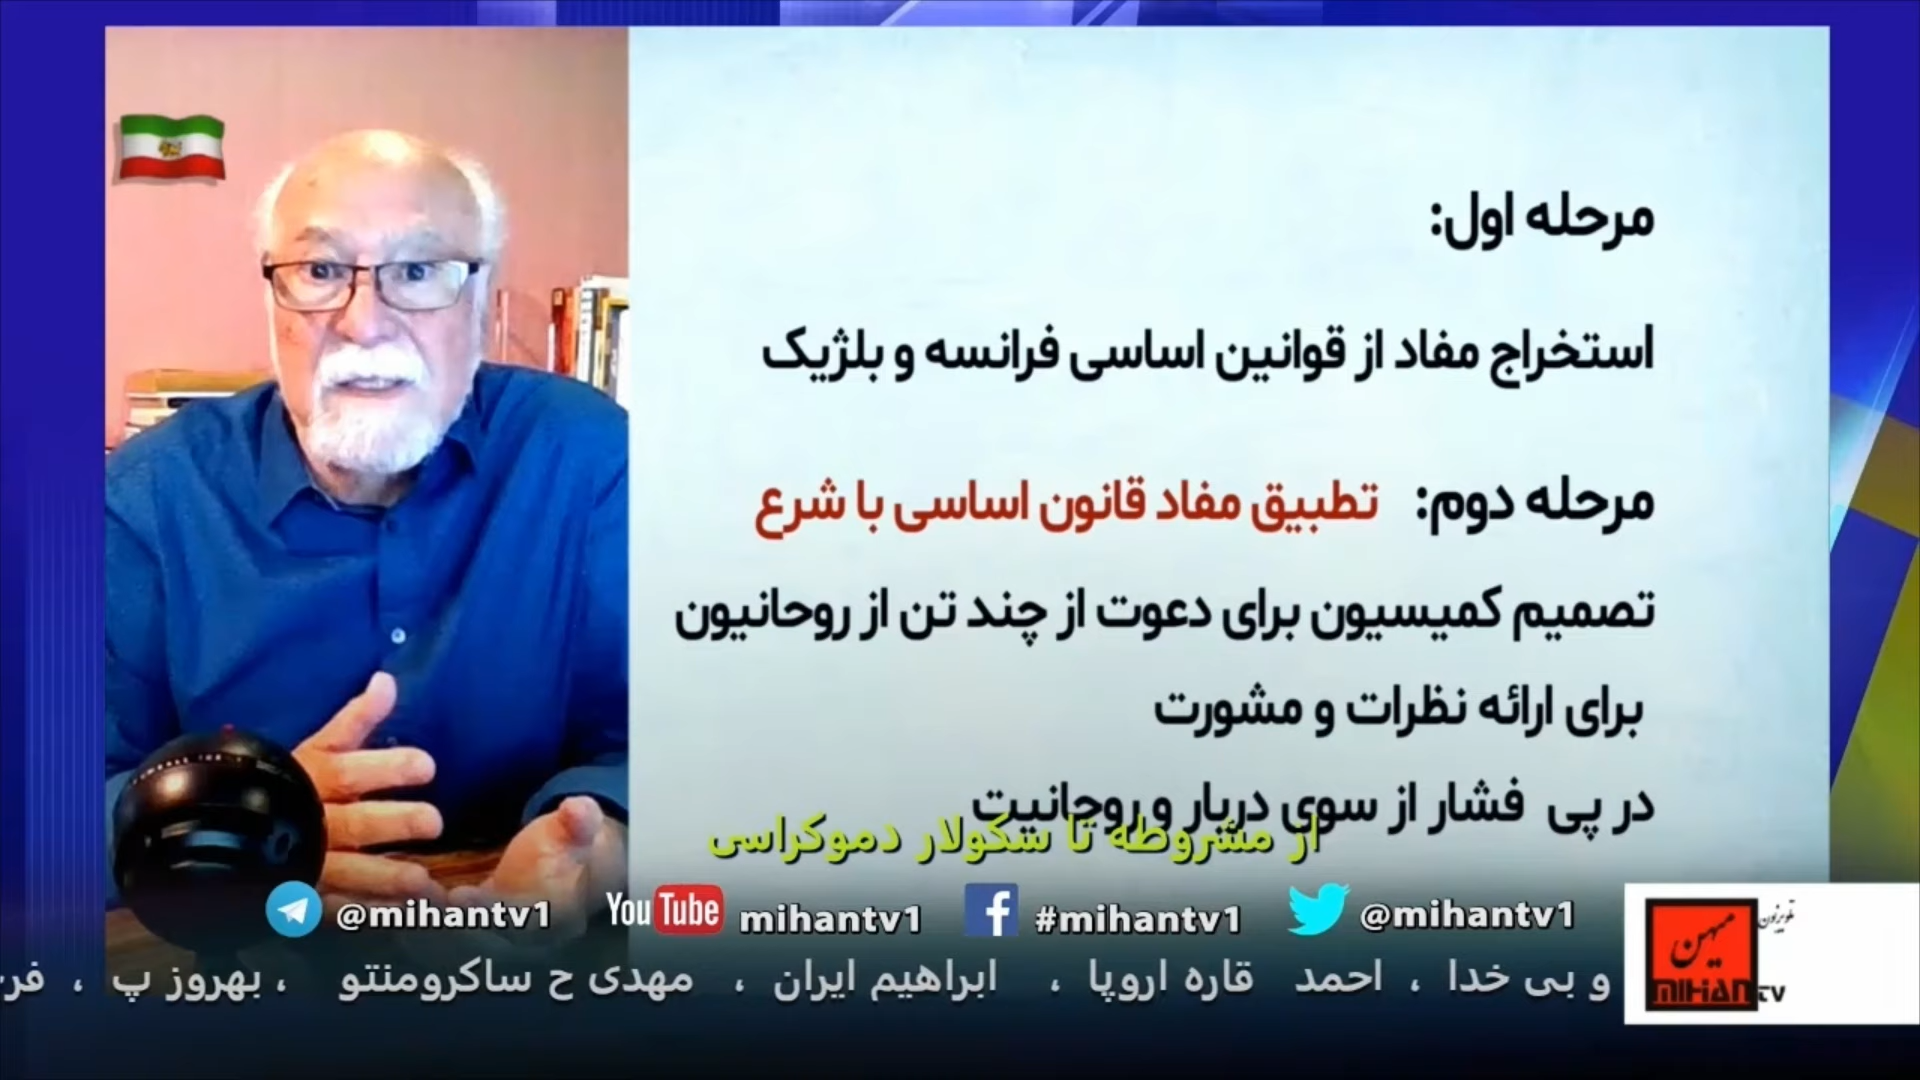 مرحله اول:
استخراج مفاد از قوانین اساسی فرانسه و بلژیک
مرحله دوم: تطبیق مفاد قانون اساسی با شرع
تصمیم کمیسیون برای دعوت از چند تن از روحانیون
برای ارائه نظرات و مشورت
در پی فشار از سوی دربار و روحانیت
از مشروطه تا سکولار دموکراسی
@mihantv1 YouTube mihantv1 #mihantv1 @mihantv1
و بی خدا ، احمد قاره اروپا ، ابراهیم ایران ، مهدی ح ساکرومنتو ، بهروز پ ،
تلویزیون
میهن
MIHAN TV